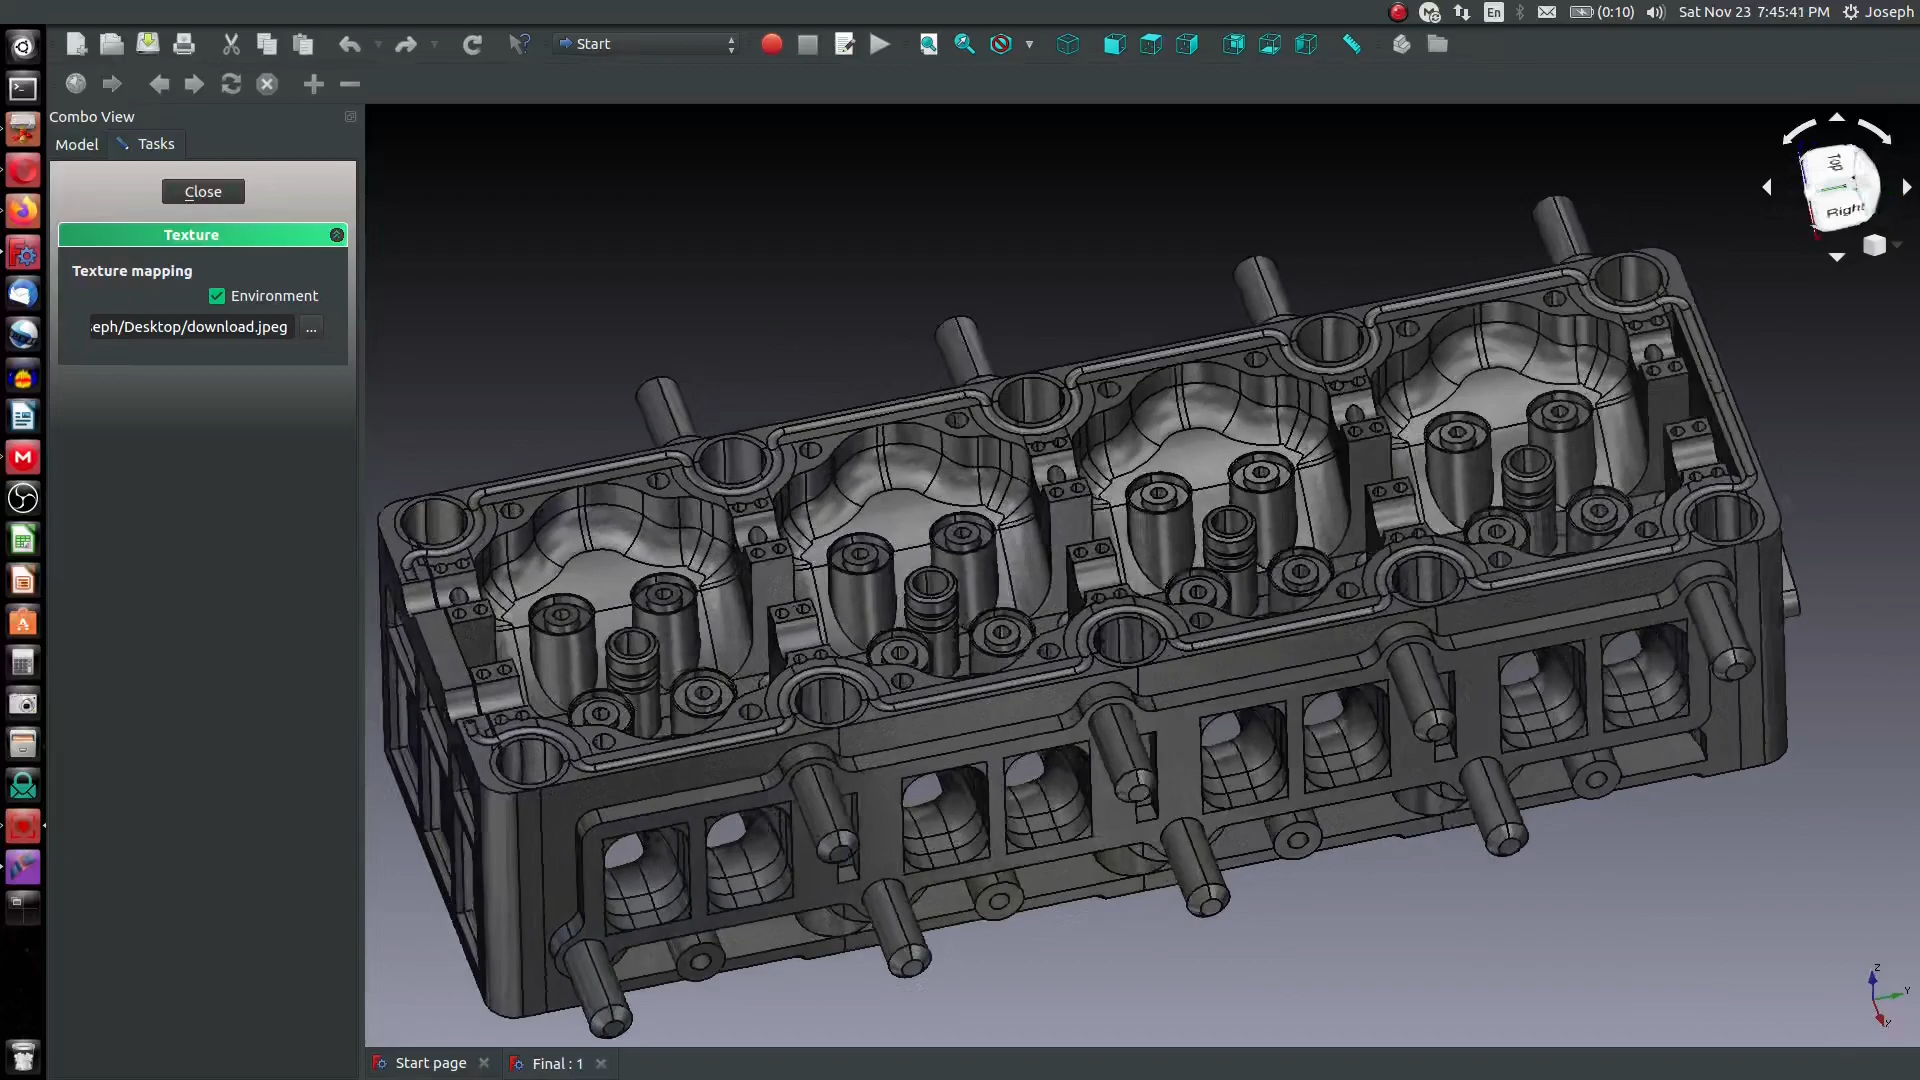 En
(0:10)
Sat Nov 23 7:45:41 PM
Joseph
Start
Combo View
Model
Tasks
Close
Texture
Texture mapping
Environment
eph/Desktop/download.jpeg
...
Top
Right
Z
Y
X
Start page
Final : 1